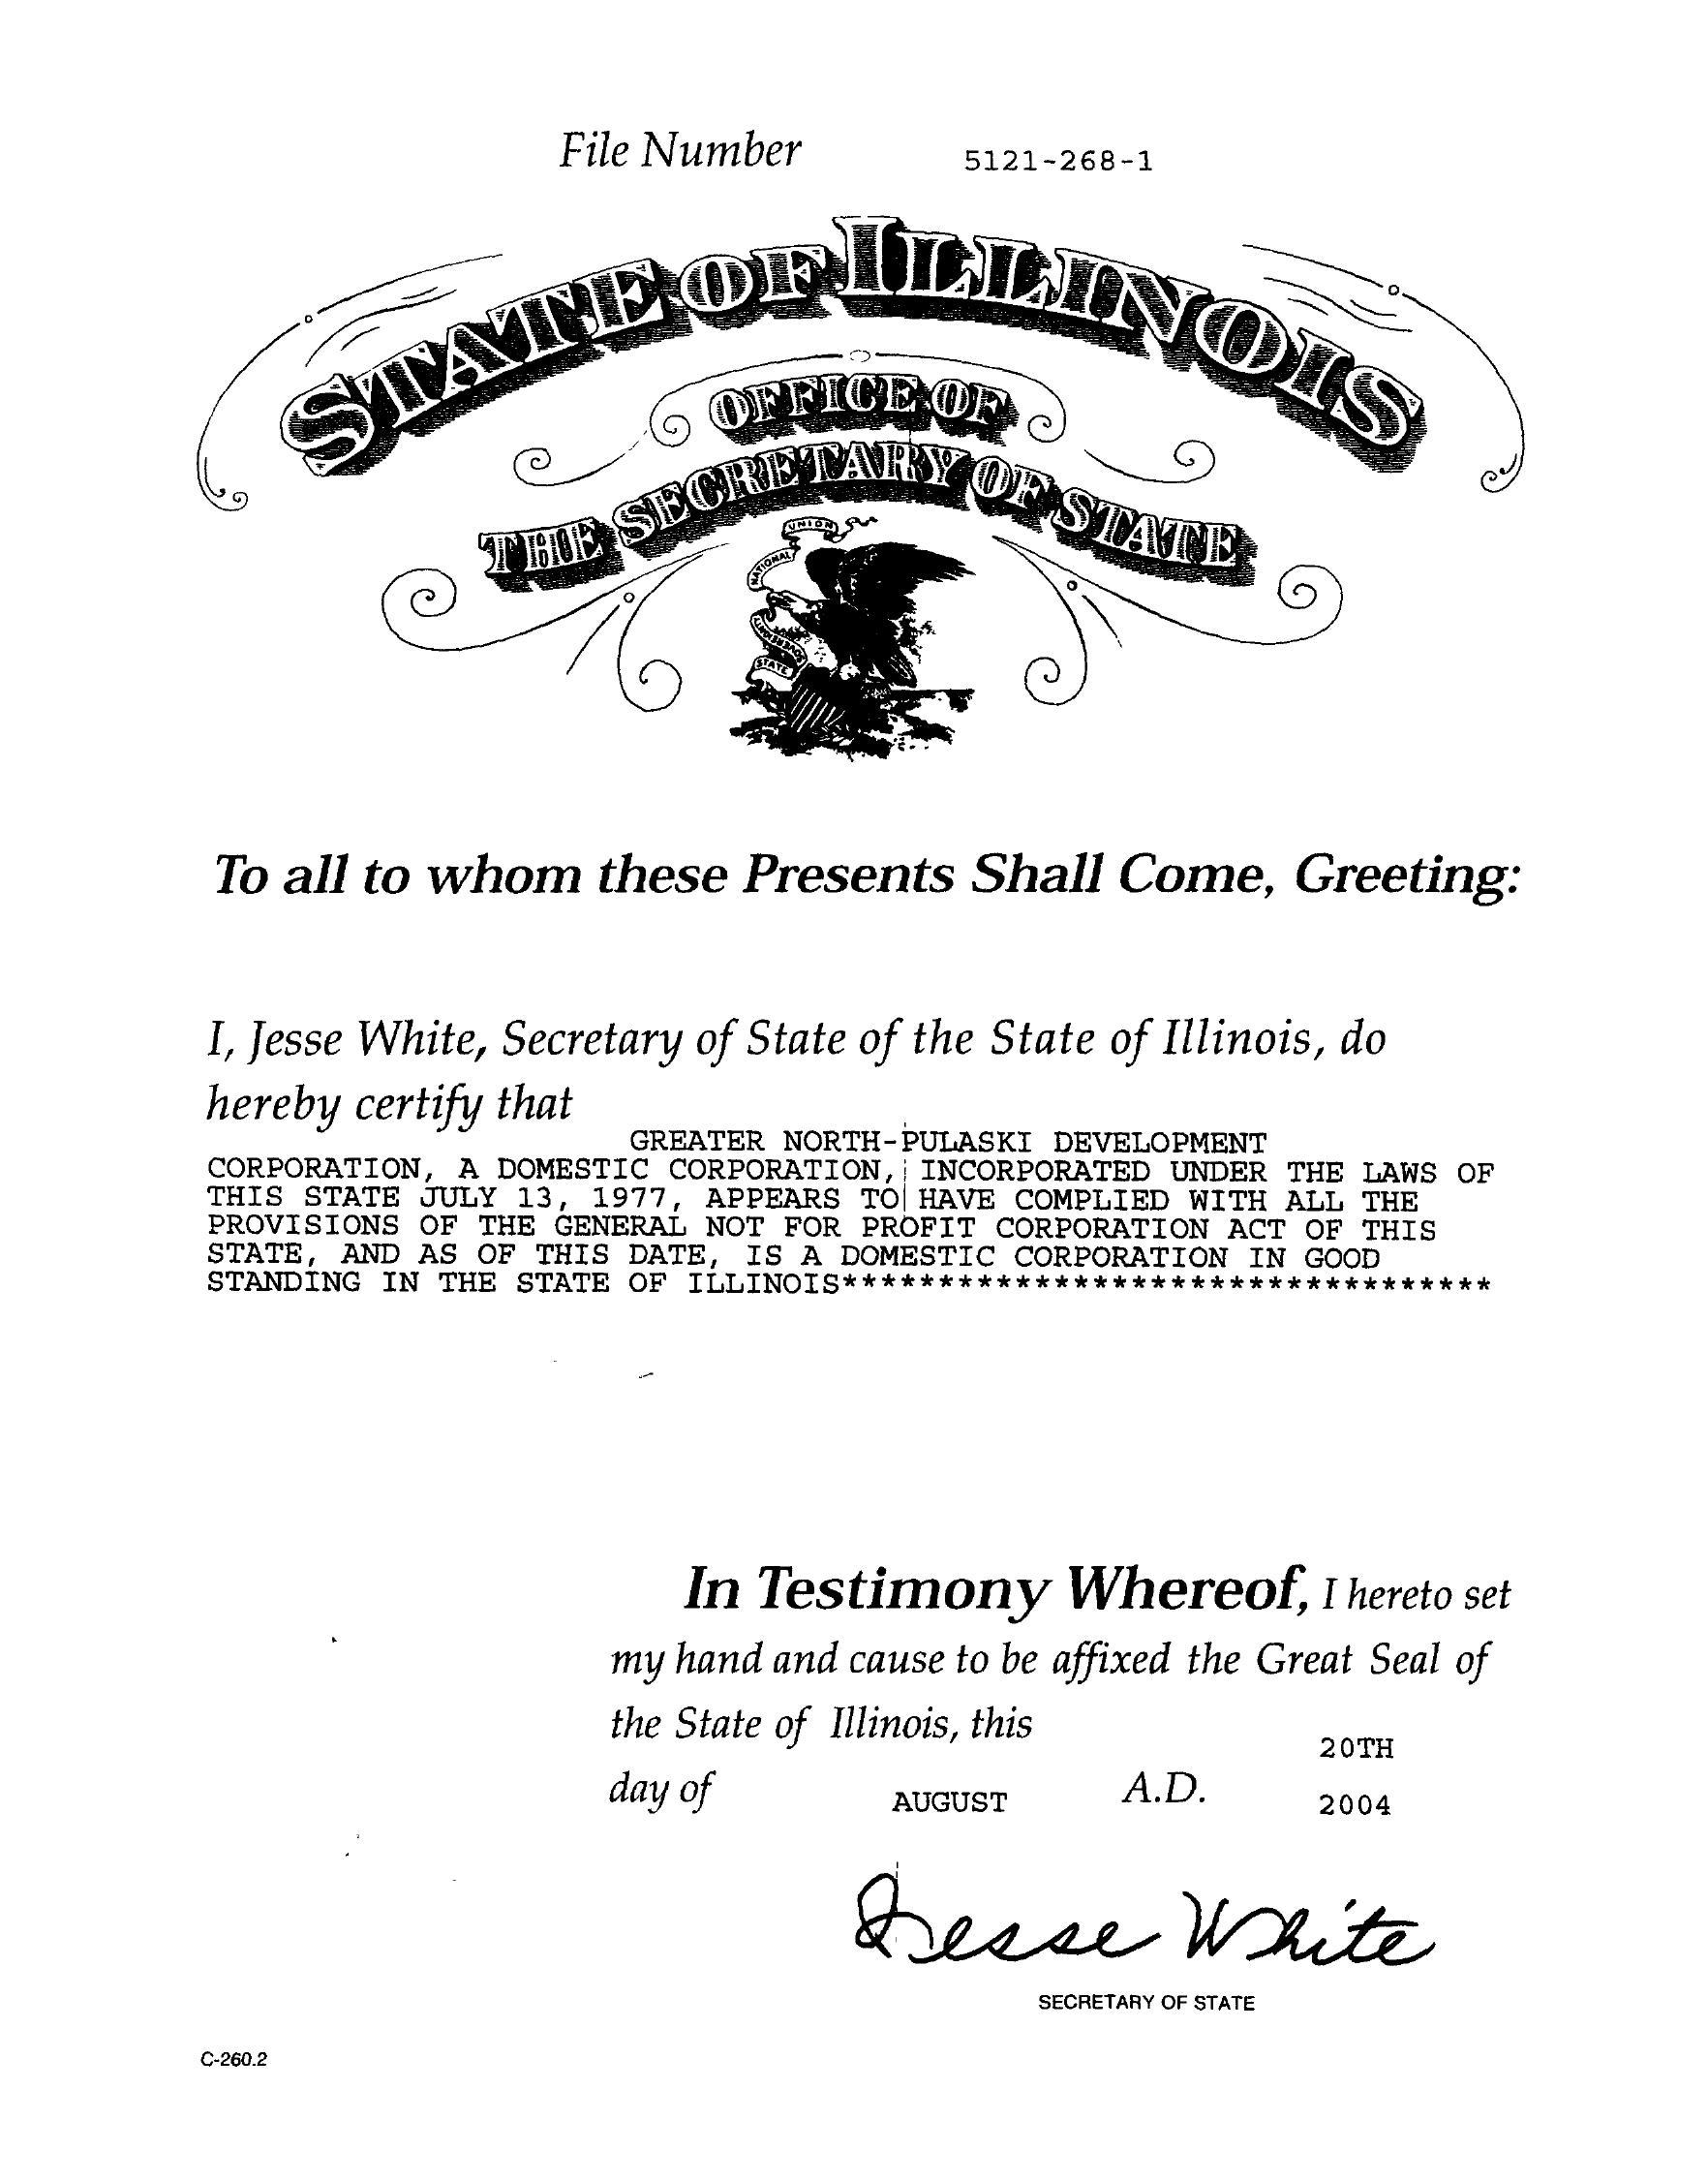 File Number 5121-268-1
STATE OF ILLINOIS
OFFICE OF
THE SECRETARY OF STATE
UNION
NATIONAL
SOVEREIGNTY
STATE
To all to whom these Presents Shall Come, Greeting:
I, Jesse White, Secretary of State of the State of Illinois, do
hereby certify that
GREATER NORTH-PULASKI DEVELOPMENT
CORPORATION, A DOMESTIC CORPORATION, INCORPORATED UNDER THE LAWS OF
THIS STATE JULY 13, 1977, APPEARS TO HAVE COMPLIED WITH ALL THE
PROVISIONS OF THE GENERAL NOT FOR PROFIT CORPORATION ACT OF THIS
STATE, AND AS OF THIS DATE, IS A DOMESTIC CORPORATION IN GOOD
STANDING IN THE STATE OF ILLINOIS**********************************
In Testimony Whereof, I hereto set
my hand and cause to be affixed the Great Seal of
the State of Illinois, this
20TH
day of AUGUST A.D. 2004
Jesse White
SECRETARY OF STATE
C-260.2